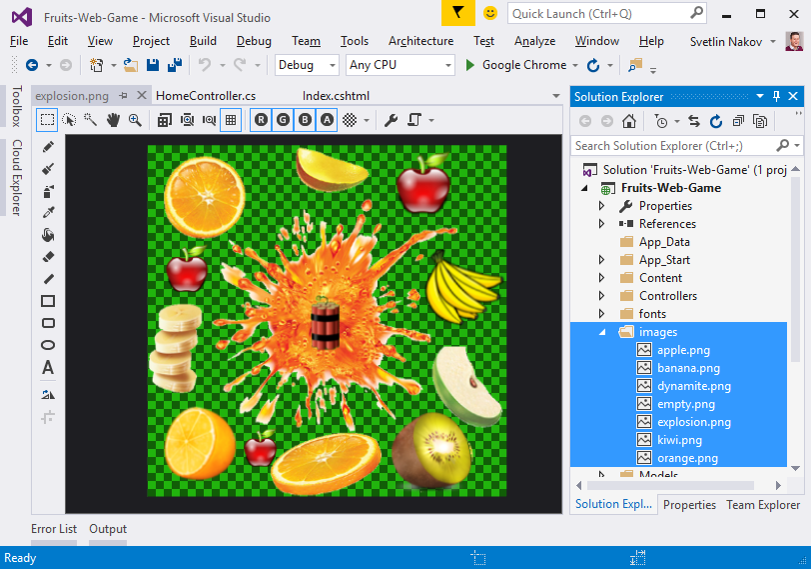 Fruits-Web-Game - Microsoft Visual Studio
Quick Launch (Ctrl+Q)
File Edit View Project Build Debug Team Tools Architecture Test Analyze Window Help Svetlin Nakov
Debug Any CPU Google Chrome
Toolbox
Cloud Explorer
explosion.png HomeController.cs Index.cshtml
R G B A
Solution Explorer
Search Solution Explorer (Ctrl+;)
Solution 'Fruits-Web-Game' (1 proj
Fruits-Web-Game
Properties
References
App_Data
App_Start
Content
Controllers
fonts
images
apple.png
banana.png
dynamite.png
empty.png
explosion.png
kiwi.png
orange.png
Models
A
Solution Expl... Properties Team Explorer
Error List Output
Ready